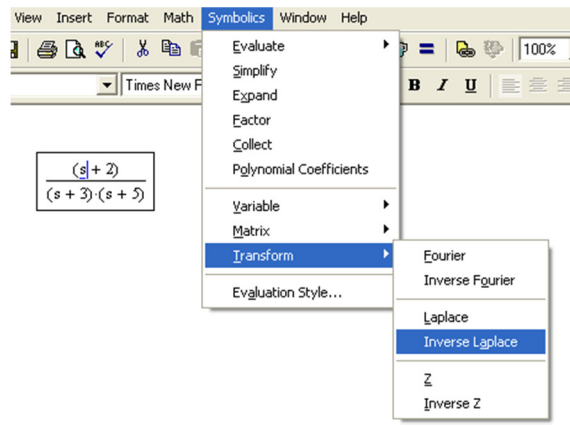 View Insert Format Math Symbolics Window Help
100%
Times New F
B I U
Evaluate
Simplify
Expand
Factor
Collect
Polynomial Coefficients
Variable
Matrix
Transform
Evaluation Style...
(s + 2)
(s + 3)·(s + 5)
Fourier
Inverse Fourier
Laplace
Inverse Laplace
Z
Inverse Z